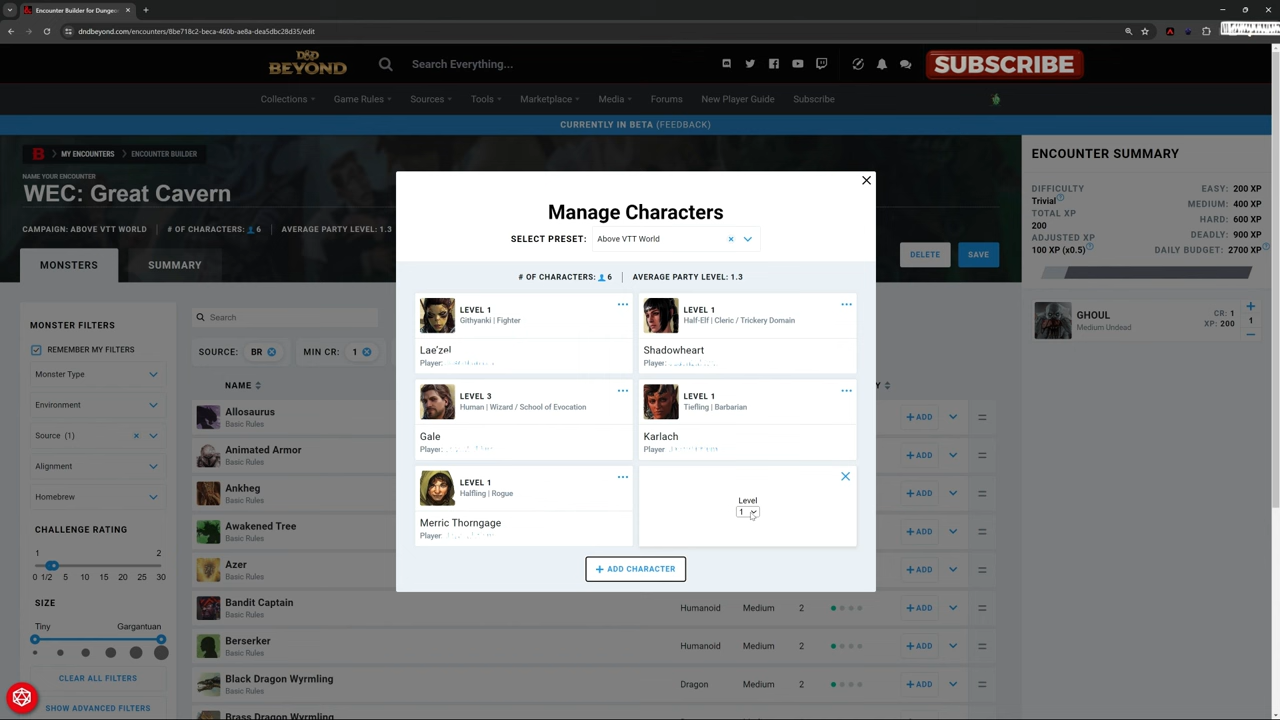 Encounter Builder for Dungeo
dndbeyond.com/encounters/8be718c2-beca-460b-ae8a-dea5dbc28d35/edit
D&D BEYOND
Search Everything...
SUBSCRIBE
Collections
Game Rules
Sources
Tools
Marketplace
Media
Forums
New Player Guide
Subscribe
CURRENTLY IN BETA (FEEDBACK)
B
MY ENCOUNTERS
ENCOUNTER BUILDER
NAME YOUR ENCOUNTER
WEC: Great Cavern
CAMPAIGN: ABOVE VTT WORLD
# OF CHARACTERS: 6
AVERAGE PARTY LEVEL: 1.3
DELETE
SAVE
MONSTERS
SUMMARY
MONSTER FILTERS
REMEMBER MY FILTERS
Monster Type
Environment
Source (1)
Alignment
Homebrew
CHALLENGE RATING
1
2
0 1/2 5 10 15 20 25 30
SIZE
Tiny
Gargantuan
CLEAR ALL FILTERS
SHOW ADVANCED FILTERS
Search
SOURCE: BR
MIN CR: 1
NAME
Y
Allosaurus
Basic Rules
+ ADD
Animated Armor
Basic Rules
+ ADD
Ankheg
Basic Rules
+ ADD
Awakened Tree
Basic Rules
+ ADD
Azer
Basic Rules
+ ADD
Bandit Captain
Basic Rules
Humanoid
Medium
2
+ ADD
Berserker
Basic Rules
Humanoid
Medium
2
+ ADD
Black Dragon Wyrmling
Basic Rules
Dragon
Medium
2
+ ADD
Brass Dragon Wyrmling
Manage Characters
SELECT PRESET:
Above VTT World
# OF CHARACTERS: 6
AVERAGE PARTY LEVEL: 1.3
LEVEL 1
Githyanki | Fighter
Lae'zel
Player:
LEVEL 1
Half-Elf | Cleric / Trickery Domain
Shadowheart
Player:
LEVEL 3
Human | Wizard / School of Evocation
Gale
Player:
LEVEL 1
Tiefling | Barbarian
Karlach
Player
LEVEL 1
Halfling | Rogue
Merric Thorngage
Player:
Level
1
+ ADD CHARACTER
ENCOUNTER SUMMARY
DIFFICULTY
Trivial
TOTAL XP
200
ADJUSTED XP
100 XP (x0.5)
EASY: 200 XP
MEDIUM: 400 XP
HARD: 600 XP
DEADLY: 900 XP
DAILY BUDGET: 2700 XP
GHOUL
Medium Undead
CR: 1
XP: 200
1